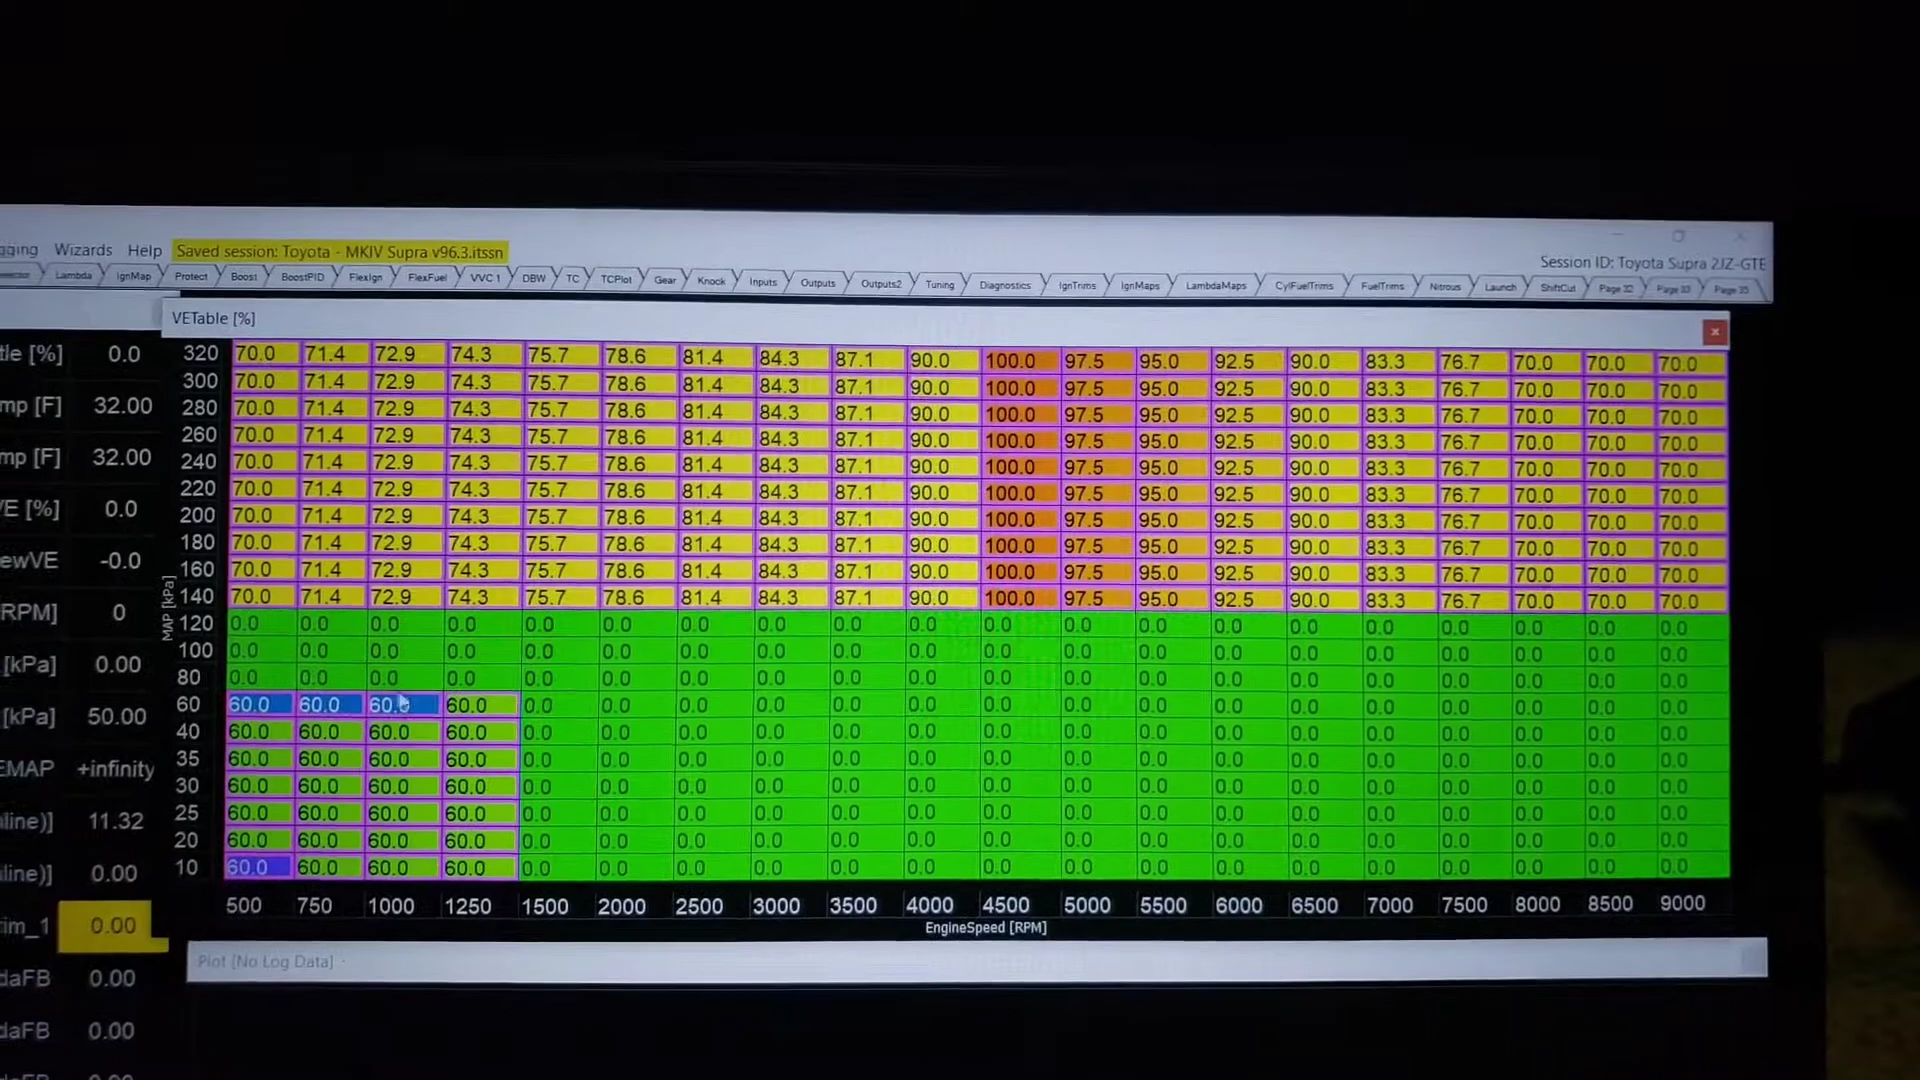 gging Wizards Help Saved session: Toyota - MKIV Supra v96.3.itssn
Session ID: Toyota Supra 2JZ-GTE
Lambda IgnMap Protect Boost BoostPID FlexIgn FlexFuel VVC 1 DBW TC TCPlot Gear Knock Inputs Outputs Outputs2 Tuning Diagnostics IgnTrims IgnMaps LambdaMaps CylFuelTrims FuelTrims Nitrous Launch ShiftCut Page 32 Page 33 Page 35
VETable [%]
tle [%] 0.0
mp [F] 32.00
mp [F] 32.00
VE [%] 0.0
ewVE -0.0
RPM] 0
[kPa] 0.00
[kPa] 50.00
EMAP +infinity
line)] 11.32
line)] 0.00
rim_1 0.00
daFB 0.00
daFB 0.00
MAP [kPa]
320 70.0 71.4 72.9 74.3 75.7 78.6 81.4 84.3 87.1 90.0 100.0 97.5 95.0 92.5 90.0 83.3 76.7 70.0 70.0 70.0
300 70.0 71.4 72.9 74.3 75.7 78.6 81.4 84.3 87.1 90.0 100.0 97.5 95.0 92.5 90.0 83.3 76.7 70.0 70.0 70.0
280 70.0 71.4 72.9 74.3 75.7 78.6 81.4 84.3 87.1 90.0 100.0 97.5 95.0 92.5 90.0 83.3 76.7 70.0 70.0 70.0
260 70.0 71.4 72.9 74.3 75.7 78.6 81.4 84.3 87.1 90.0 100.0 97.5 95.0 92.5 90.0 83.3 76.7 70.0 70.0 70.0
240 70.0 71.4 72.9 74.3 75.7 78.6 81.4 84.3 87.1 90.0 100.0 97.5 95.0 92.5 90.0 83.3 76.7 70.0 70.0 70.0
220 70.0 71.4 72.9 74.3 75.7 78.6 81.4 84.3 87.1 90.0 100.0 97.5 95.0 92.5 90.0 83.3 76.7 70.0 70.0 70.0
200 70.0 71.4 72.9 74.3 75.7 78.6 81.4 84.3 87.1 90.0 100.0 97.5 95.0 92.5 90.0 83.3 76.7 70.0 70.0 70.0
180 70.0 71.4 72.9 74.3 75.7 78.6 81.4 84.3 87.1 90.0 100.0 97.5 95.0 92.5 90.0 83.3 76.7 70.0 70.0 70.0
160 70.0 71.4 72.9 74.3 75.7 78.6 81.4 84.3 87.1 90.0 100.0 97.5 95.0 92.5 90.0 83.3 76.7 70.0 70.0 70.0
140 70.0 71.4 72.9 74.3 75.7 78.6 81.4 84.3 87.1 90.0 100.0 97.5 95.0 92.5 90.0 83.3 76.7 70.0 70.0 70.0
120 0.0 0.0 0.0 0.0 0.0 0.0 0.0 0.0 0.0 0.0 0.0 0.0 0.0 0.0 0.0 0.0 0.0 0.0 0.0 0.0
100 0.0 0.0 0.0 0.0 0.0 0.0 0.0 0.0 0.0 0.0 0.0 0.0 0.0 0.0 0.0 0.0 0.0 0.0 0.0 0.0
80 0.0 0.0 0.0 0.0 0.0 0.0 0.0 0.0 0.0 0.0 0.0 0.0 0.0 0.0 0.0 0.0 0.0 0.0 0.0 0.0
60 60.0 60.0 60.0 60.0 0.0 0.0 0.0 0.0 0.0 0.0 0.0 0.0 0.0 0.0 0.0 0.0 0.0 0.0 0.0 0.0
40 60.0 60.0 60.0 60.0 0.0 0.0 0.0 0.0 0.0 0.0 0.0 0.0 0.0 0.0 0.0 0.0 0.0 0.0 0.0 0.0
35 60.0 60.0 60.0 60.0 0.0 0.0 0.0 0.0 0.0 0.0 0.0 0.0 0.0 0.0 0.0 0.0 0.0 0.0 0.0 0.0
30 60.0 60.0 60.0 60.0 0.0 0.0 0.0 0.0 0.0 0.0 0.0 0.0 0.0 0.0 0.0 0.0 0.0 0.0 0.0 0.0
25 60.0 60.0 60.0 60.0 0.0 0.0 0.0 0.0 0.0 0.0 0.0 0.0 0.0 0.0 0.0 0.0 0.0 0.0 0.0 0.0
20 60.0 60.0 60.0 60.0 0.0 0.0 0.0 0.0 0.0 0.0 0.0 0.0 0.0 0.0 0.0 0.0 0.0 0.0 0.0 0.0
10 60.0 60.0 60.0 60.0 0.0 0.0 0.0 0.0 0.0 0.0 0.0 0.0 0.0 0.0 0.0 0.0 0.0 0.0 0.0 0.0
500 750 1000 1250 1500 2000 2500 3000 3500 4000 4500 5000 5500 6000 6500 7000 7500 8000 8500 9000
EngineSpeed [RPM]
Plot [No Log Data]